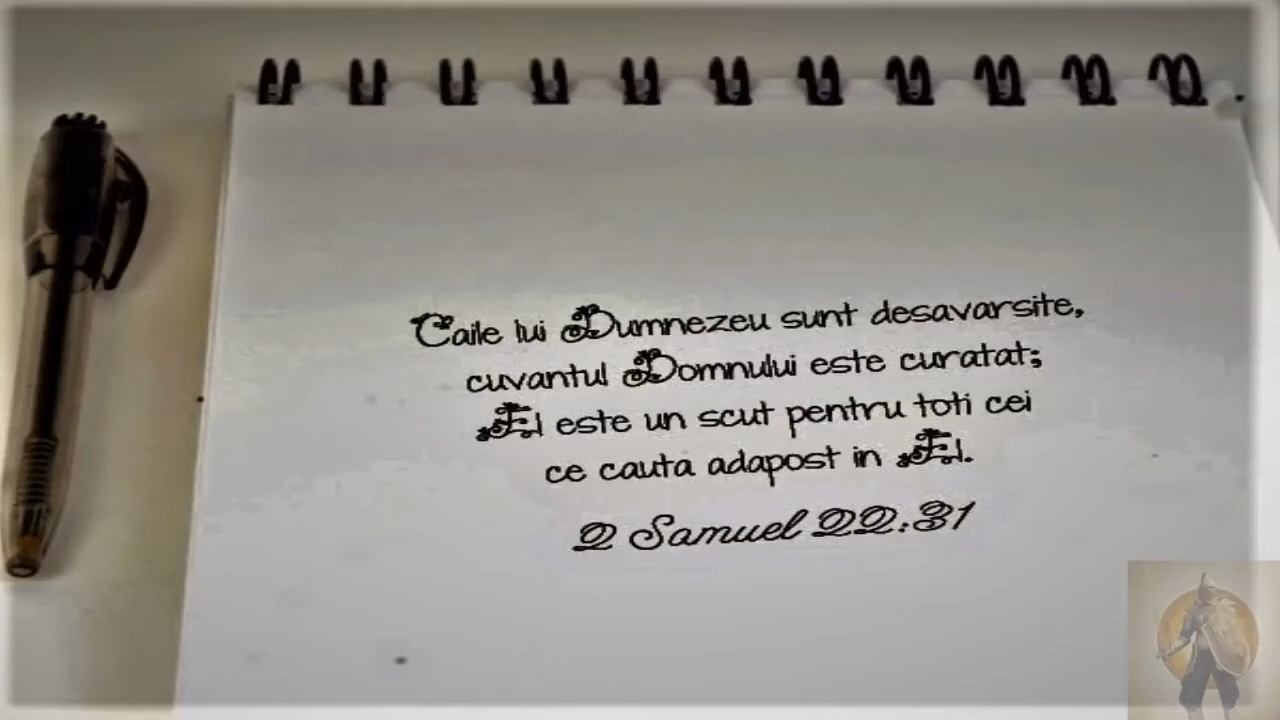 Caile lui Dumnezeu sunt desavarsite,
cuvantul Domnului este curatat;
El este un scut pentru toti cei
ce cauta adapost in El.
2 Samuel 22:31